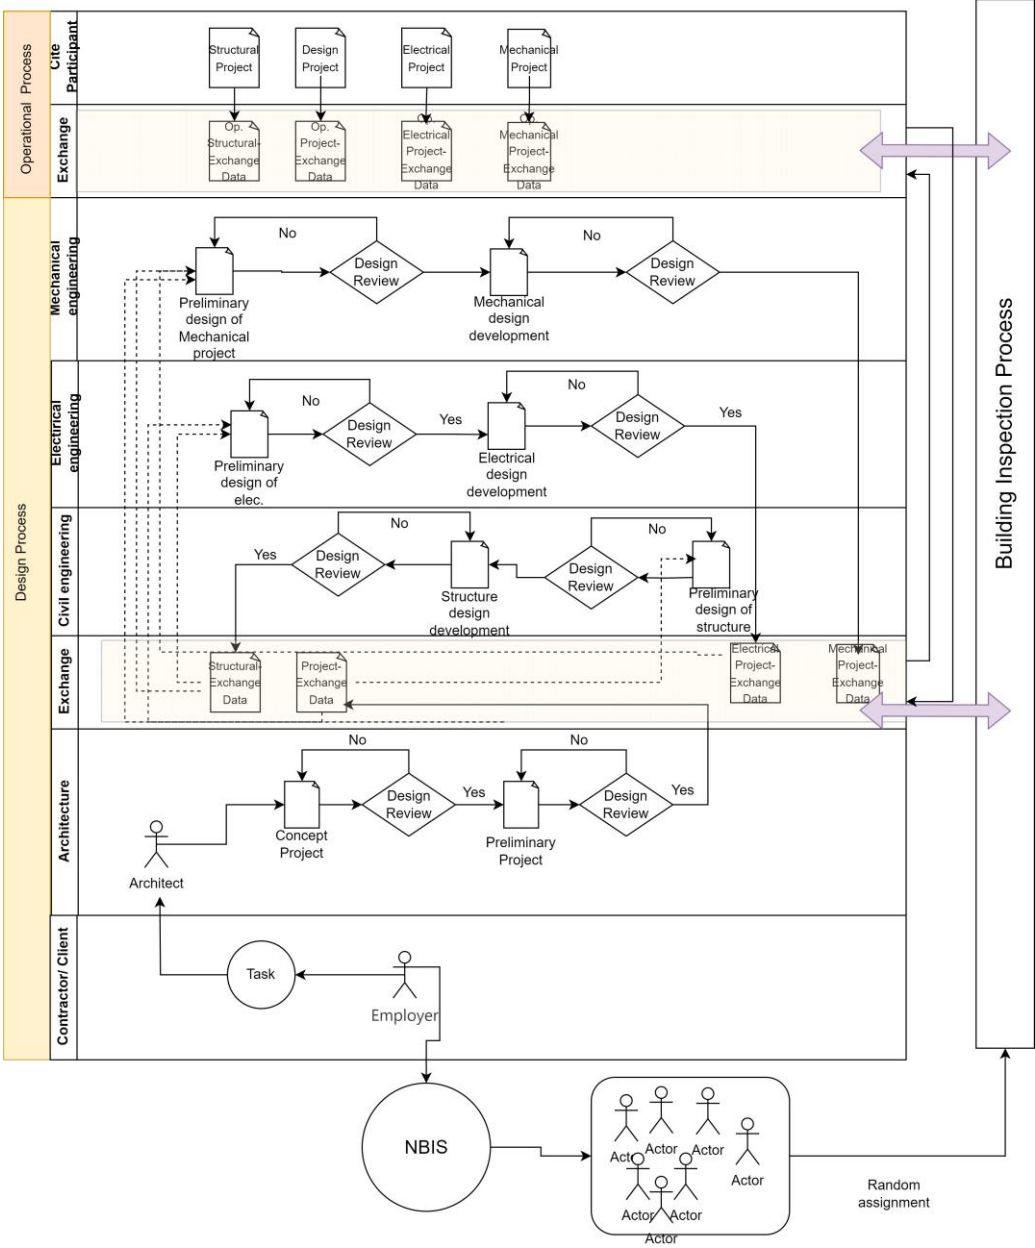 Operational Process
Cite
Participant
Structural
Project
Design
Project
Electrical
Project
Mechanical
Project
Exchange
Op.
Structural-
Exchange
Data
Op.
Project-
Exchange
Data
Electrical
Project-
Exchange
Data
Mechanical
Project-
Exchange
Data
Design Process
Mechanical
engineering
No
No
Design
Review
Design
Review
Preliminary
design of
Mechanical
project
Mechanical
design
development
Electrical
engineering
No
No
Design
Review
Yes
Design
Review
Yes
Preliminary
design of
elec.
Electrical
design
development
Civil engineering
No
No
Yes
Design
Review
Design
Review
Structure
design
development
Preliminary
design of
structure
Exchange
Structural-
Exchange
Data
Project-
Exchange
Data
Electrical
Project-
Exchange
Data
Mechanical
Project-
Exchange
Data
Architecture
No
No
Design
Review
Yes
Design
Review
Yes
Concept
Project
Preliminary
Project
Architect
Contractor/ Client
Task
Employer
Building Inspection Process
NBIS
Actor
Actor
Actor
Actor
Actor
Actor
Actor
Random
assignment